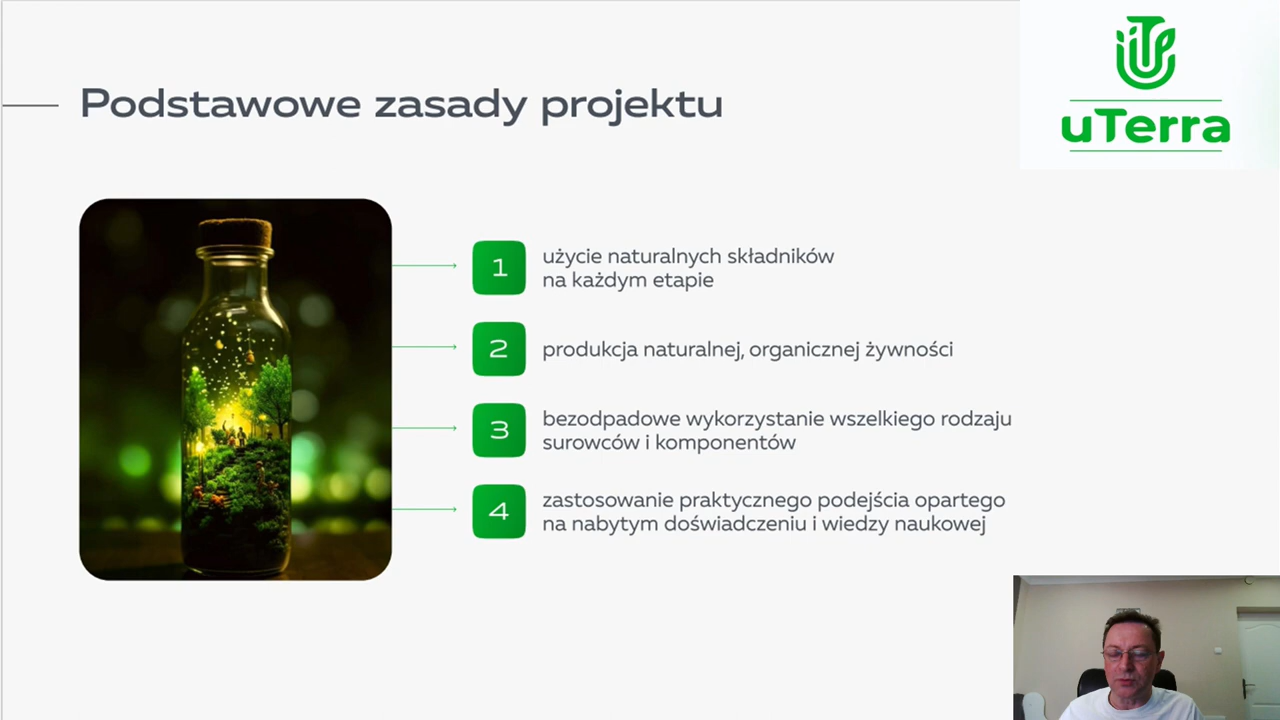 Podstawowe zasady projektu
uTerra
1
użycie naturalnych składników
na każdym etapie
2
produkcja naturalnej, organicznej żywności
3
bezodpadowe wykorzystanie wszelkiego rodzaju
surowców i komponentów
4
zastosowanie praktycznego podejścia opartego
na nabytym doświadczeniu i wiedzy naukowej